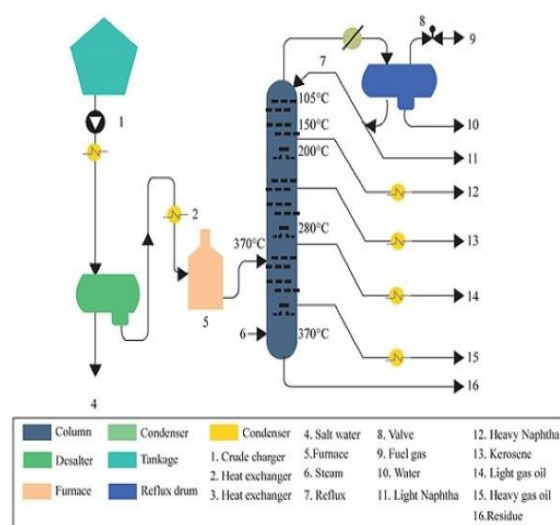 8
9
7
1
105°C
150°C
10
200°C
11
12
2
280°C
13
370°C
14
5
6
370°C
15
4
16
Column
Condenser
Condenser
Desalter
Tankage
Furnace
Reflux drum
1. Crude charger
2. Heat exchanger
3. Heat exchanger
4. Salt water
5.Furnace
6. Steam
7. Reflux
8. Valve
9. Fuel gas
10. Water
11. Light Naphtha
12. Heavy Naphtha
13. Kerosene
14. Light gas oil
15. Heavy gas oil
16.Residue